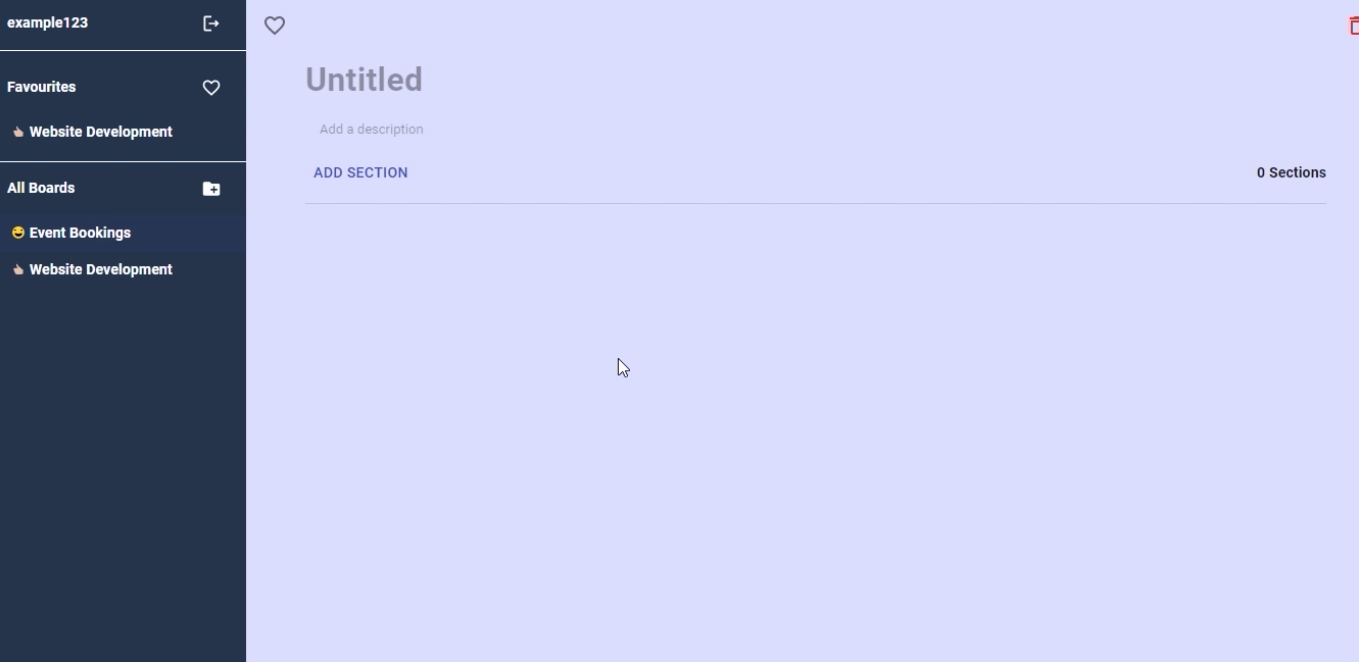 example123
Favourites
Website Development
All Boards
Event Bookings
Website Development
Untitled
Add a description
ADD SECTION
0 Sections